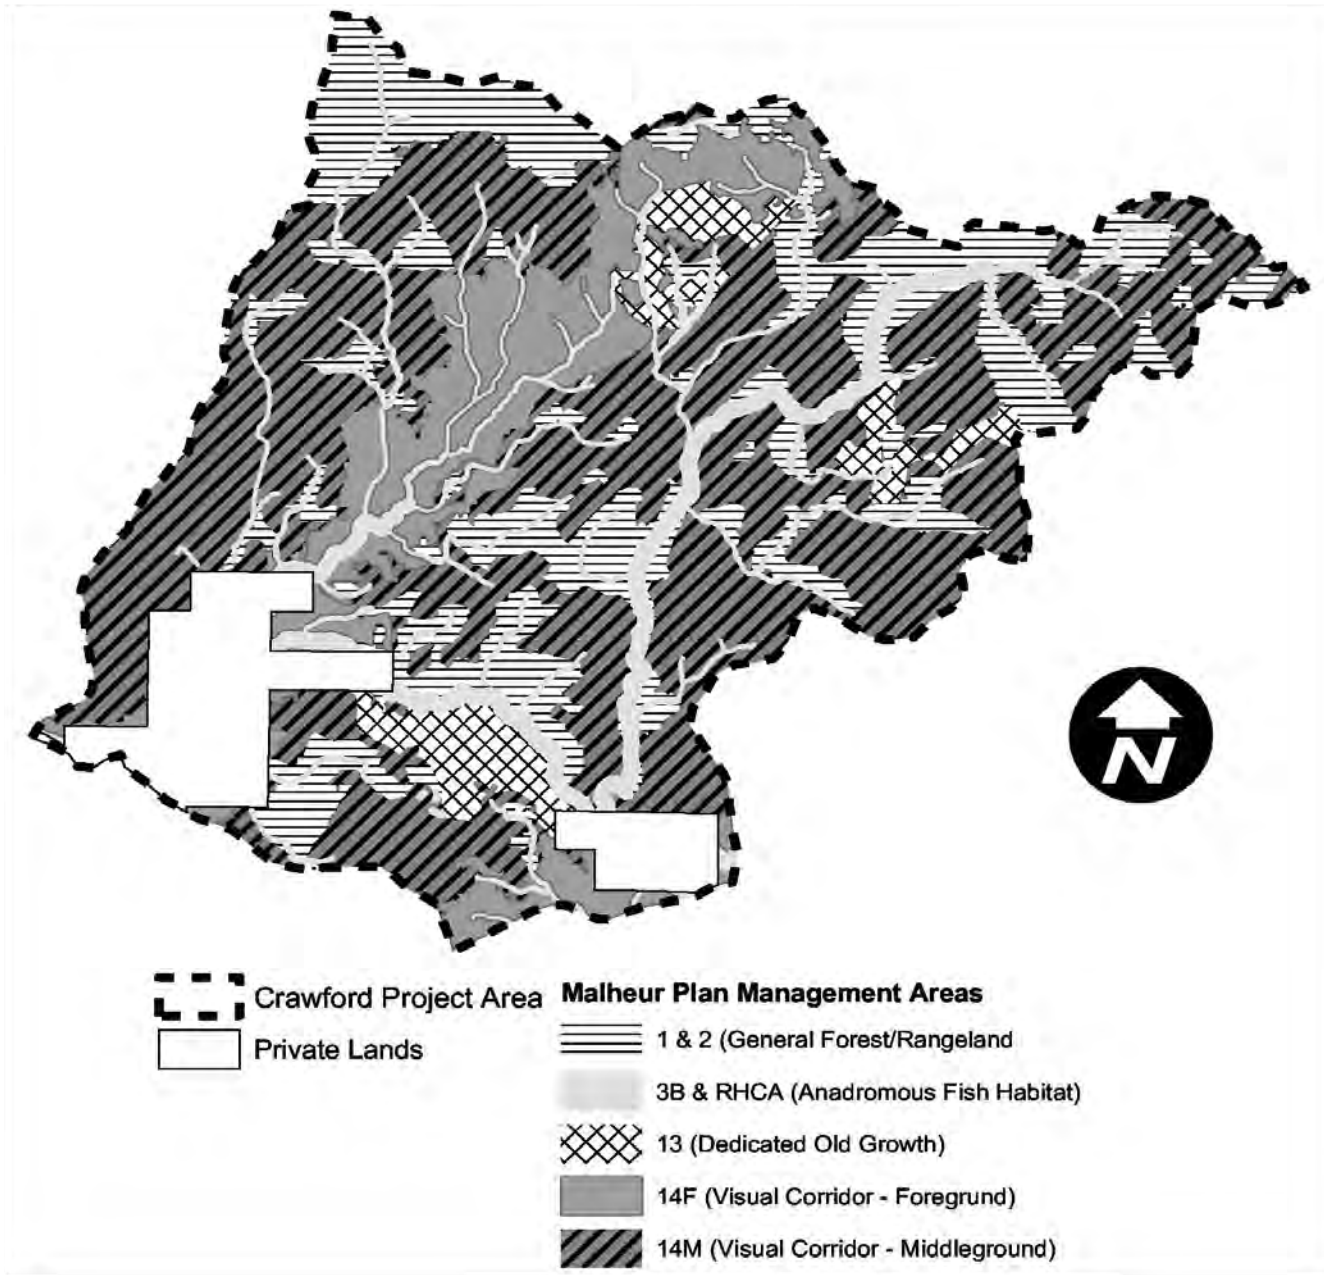 N
Crawford Project Area
Private Lands
Malheur Plan Management Areas
1 & 2 (General Forest/Rangeland
3B & RHCA (Anadromous Fish Habitat)
13 (Dedicated Old Growth)
14F (Visual Corridor - Foregrund)
14M (Visual Corridor - Middleground)